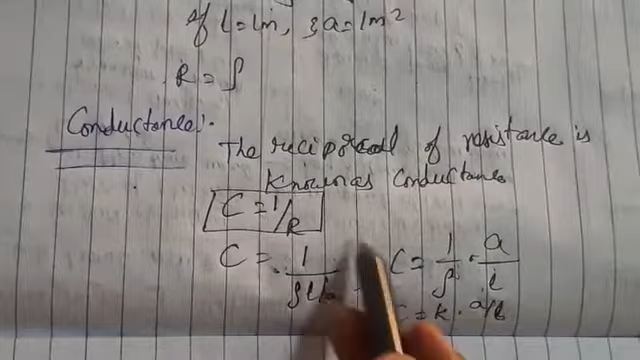 If l=1m, & a=1m²
R = ρ
Conductance:-
The reciprocal of resistance is
known as conductance
C = 1/R
C = 1/ρl/a C = 1/ρ · a/l
C = K · a/l